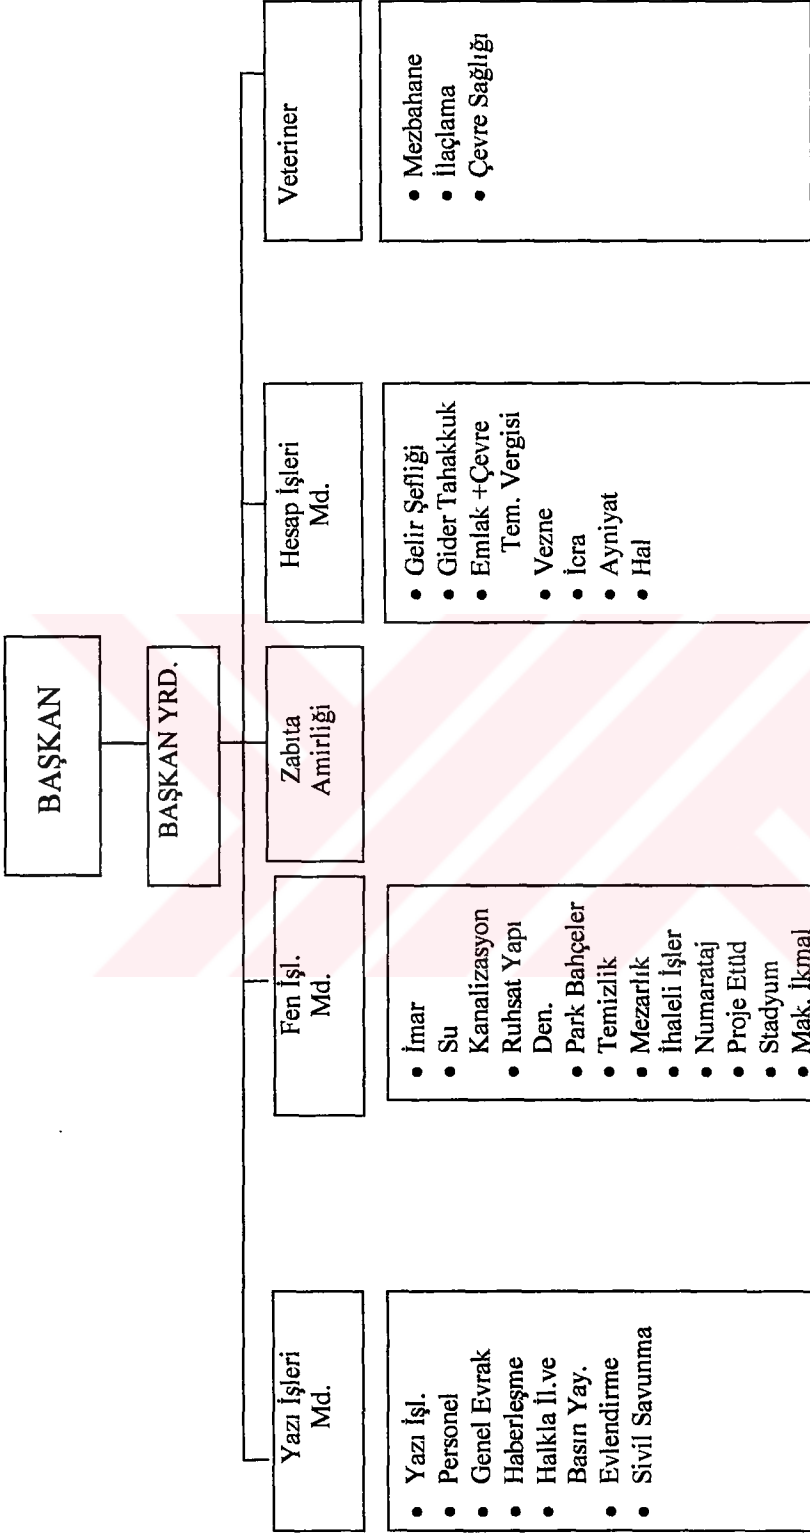 BAŞKAN
BAŞKAN YRD.
Yazı İşleri
Md.
• Yazı İşl.
• Personel
• Genel Evrak
• Haberleşme
• Halkla İl.ve
Basın Yay.
• Evlendirme
• Sivil Savunma
Fen İşl.
Md.
• İmar
• Su
Kanalizasyon
• Ruhsat Yapı
Den.
• Park Bahçeler
• Temizlik
• Mezarlık
• İhaleli İşler
• Numarataj
• Proje Etüd
• Stadyum
• Mak. İkmal
Zabıta
Amirliği
Hesap İşleri
Md.
• Gelir Şefliği
• Gider Tahakkuk
• Emlak +Çevre
Tem. Vergisi
• Vezne
• İcra
• Ayniyat
• Hal
Veteriner
• Mezbahane
• İlaçlama
• Çevre Sağlığı